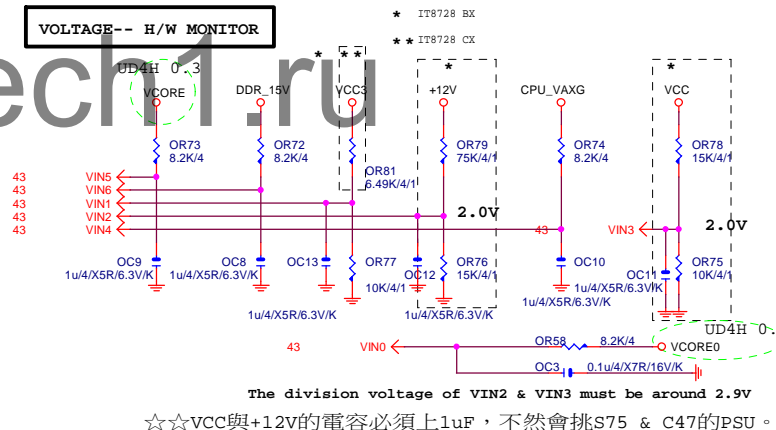 * IT8728 BX
** IT8728 CX
VOLTAGE-- H/W MONITOR
ech1.ru
UD4H 0.3
VCORE
DDR_15V
* **
VCC3
*
+12V
CPU_VAXG
*
VCC
OR73
8.2K/4
OR72
8.2K/4
OR81
6.49K/4/1
OR79
75K/4/1
OR74
8.2K/4
OR78
15K/4/1
43 VIN5
43 VIN6
43 VIN1
43 VIN2
43 VIN4
2.0V
43 VIN3
2.0V
OC9
1u/4/X5R/6.3V/K
OC8
1u/4/X5R/6.3V/K
OC13
1u/4/X5R/6.3V/K
OR77
10K/4/1
OC12
1u/4/X5R/6.3V/K
OR76
15K/4/1
OC10
1u/4/X5R/6.3V/K
OC11
1u/4/X5R/6.3V/K
OR75
10K/4/1
UD4H 0.
43 VIN0
OR58 8.2K/4
VCORE0
OC3 0.1u/4/X7R/16V/K
The division voltage of VIN2 & VIN3 must be around 2.9V
☆☆VCC與+12V的電容必須上1uF，不然會挑S75 & C47的PSU。